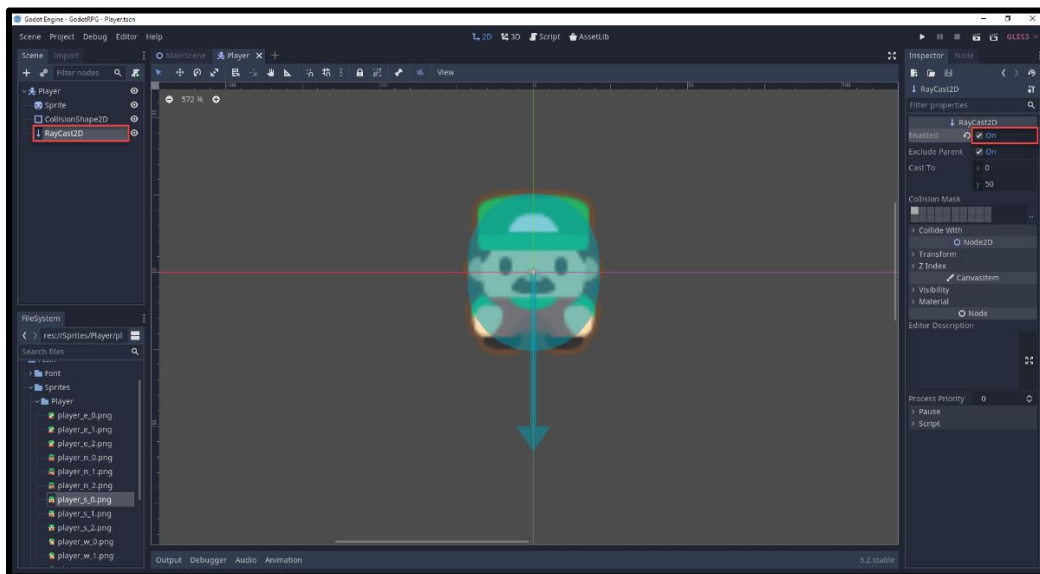 Godot Engine - GodotRPG - Player.tscn
Scene Project Debug Editor Help
2D 3D Script AssetLib
GLES3
Scene Import
MainScene Player
Inspector Node
Filter nodes
View
RayCast2D
Filter properties
Player
Sprite
CollisionShape2D
RayCast2D
572 %
RayCast2D
Enabled On
Exclude Parent On
Cast To x 0
y 50
Collision Mask
Collide With
Node2D
Transform
Z Index
CanvasItem
Visibility
Material
Node
Editor Description
Process Priority 0
Pause
Script
FileSystem
res://Sprites/Player/pl
Search files
Font
Sprites
Player
player_e_0.png
player_e_1.png
player_e_2.png
player_n_0.png
player_n_1.png
player_n_2.png
player_s_0.png
player_s_1.png
player_s_2.png
player_w_0.png
player_w_1.png
Output Debugger Audio Animation
3.2.stable